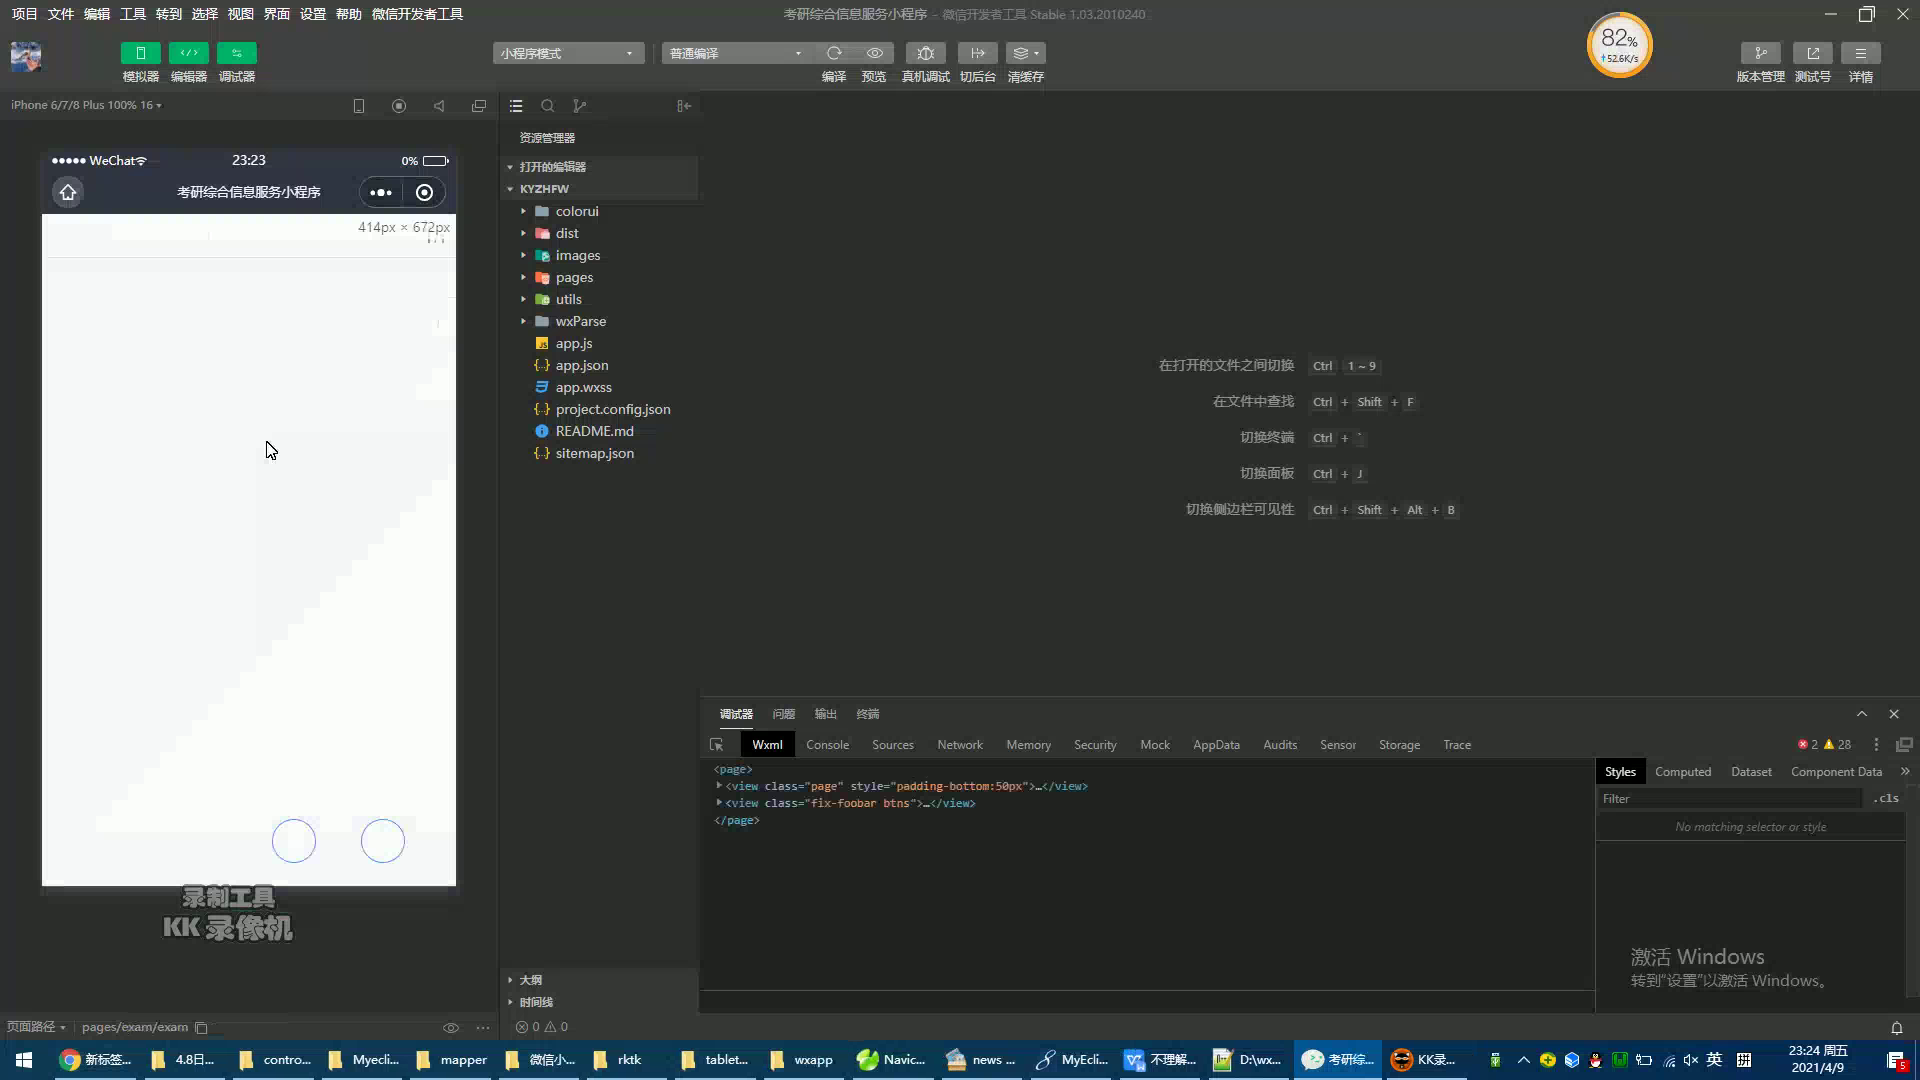 项目 文件 编辑 工具 转到 选择 视图 界面 设置 帮助 微信开发者工具
考研综合信息服务小程序 - 微信开发者工具 Stable 1.03.2010240
82%
↑52.6K/s
小程序模式
普通编译
模拟器 编辑器 调试器
编译 预览 真机调试 切后台 清缓存
版本管理 测试号 详情
iPhone 6/7/8 Plus 100% 16
WeChat 23:23 0%
考研综合信息服务小程序
414px × 672px
资源管理器
打开的编辑器
KYZHFW
colorui
dist
images
pages
utils
wxParse
app.js
app.json
app.wxss
project.config.json
README.md
sitemap.json
在打开的文件之间切换 Ctrl 1 ~ 9
在文件中查找 Ctrl + Shift + F
切换终端 Ctrl + `
切换面板 Ctrl + J
切换侧边栏可见性 Ctrl + Shift + Alt + B
调试器 问题 输出 终端
Wxml Console Sources Network Memory Security Mock AppData Audits Sensor Storage Trace
2 28
<page>
<view class="page" style="padding-bottom:50px">…</view>
<view class="fix-foobar btns">…</view>
</page>
Styles Computed Dataset Component Data »
Filter .cls
No matching selector or style
录制工具
KK 录像机
激活 Windows
转到"设置"以激活 Windows。
大纲
时间线
页面路径 pages/exam/exam
0 0
新标签... 4.8日... contro... Myecli... mapper 微信小... rktk tablet... wxapp Navic... news ... MyEcli... 不理解... D:\wx... 考研综... KK录...
英 拼
23:24 周五
2021/4/9
5